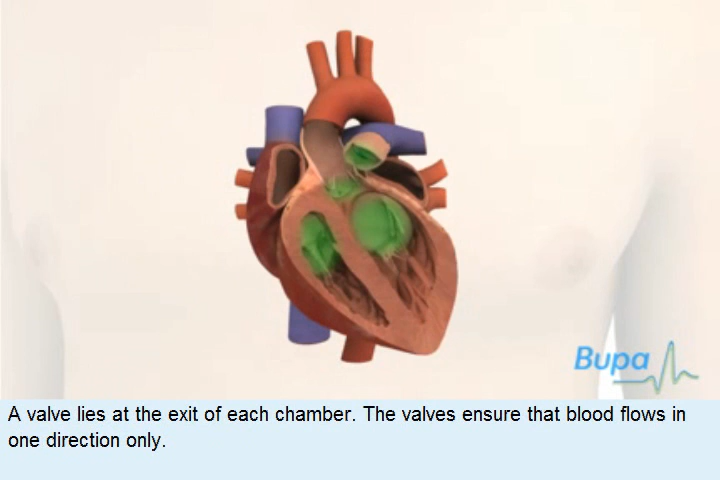 Bupa
A valve lies at the exit of each chamber. The valves ensure that blood flows in
one direction only.